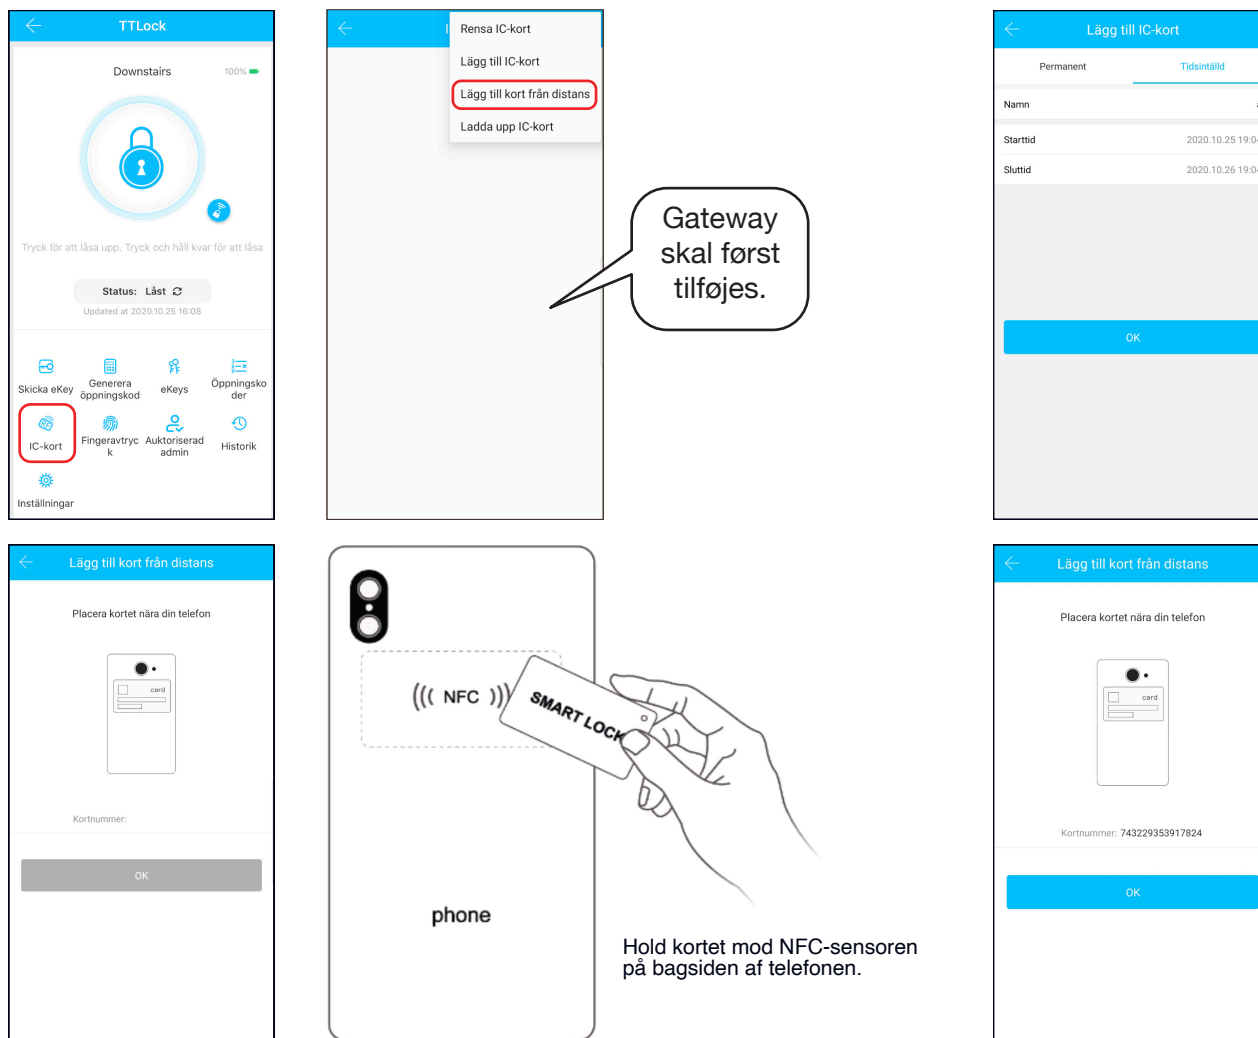 TTLock
Downstairs
100%
Tryck för att låsa upp. Tryck och håll kvar för att låsa
Status: Låst
Updated at 2020.10.25 16:08
Skicka eKey
Generera
öppningskod
eKeys
Öppningsko
der
IC-kort
Fingeravtryc
k
Auktoriserad
admin
Historik
Inställningar
I
Rensa IC-kort
Lägg till IC-kort
Lägg till kort från distans
Ladda upp IC-kort
Gateway
skal først
tilføjes.
Lägg till IC-kort
Permanent
Tidsintälld
Namn
Starttid
2020.10.25 19:04
Sluttid
2020.10.26 19:04
OK
Lägg till kort från distans
Placera kortet nära din telefon
card
Kortnummer:
OK
((( NFC )))
SMART LOCK
phone
Hold kortet mod NFC-sensoren
på bagsiden af telefonen.
Lägg till kort från distans
Placera kortet nära din telefon
card
Kortnummer: 743229353917824
OK